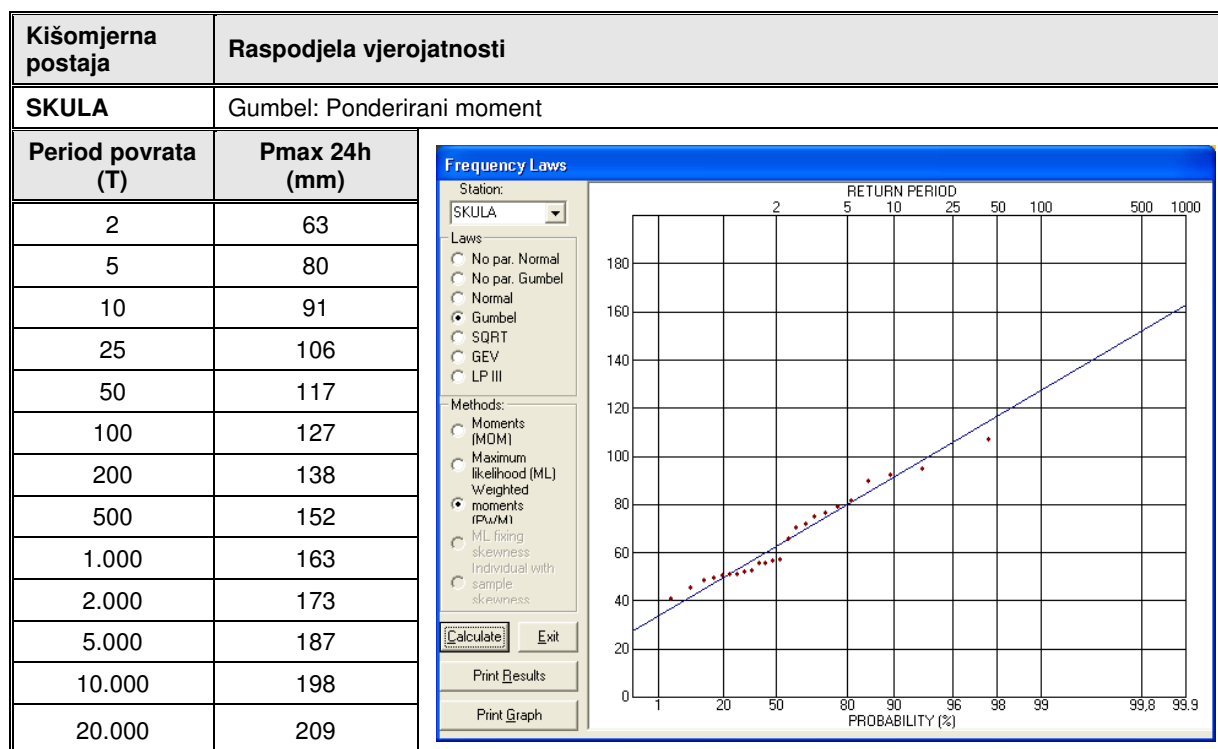 Kišomjerna
postaja
Raspodjela vjerojatnosti
SKULA
Gumbel: Ponderirani moment
Period povrata
(T)
Pmax 24h
(mm)
2 63
5 80
10 91
25 106
50 117
100 127
200 138
500 152
1.000 163
2.000 173
5.000 187
10.000 198
20.000 209
Frequency Laws
Station:
SKULA
Laws
No par. Normal
No par. Gumbel
Normal
Gumbel
SQRT
GEV
LP III
Methods:
Moments
(MOM)
Maximum
likelihood (ML)
Weighted
moments
(PWM)
ML fixing
skewness
Individual with
sample
skewness
Calculate Exit
Print Results
Print Graph
RETURN PERIOD
2 5 10 25 50 100 500 1000
180
160
140
120
100
80
60
40
20
0
1 20 50 80 90 96 98 99 99,8 99.9
PROBABILITY (%)